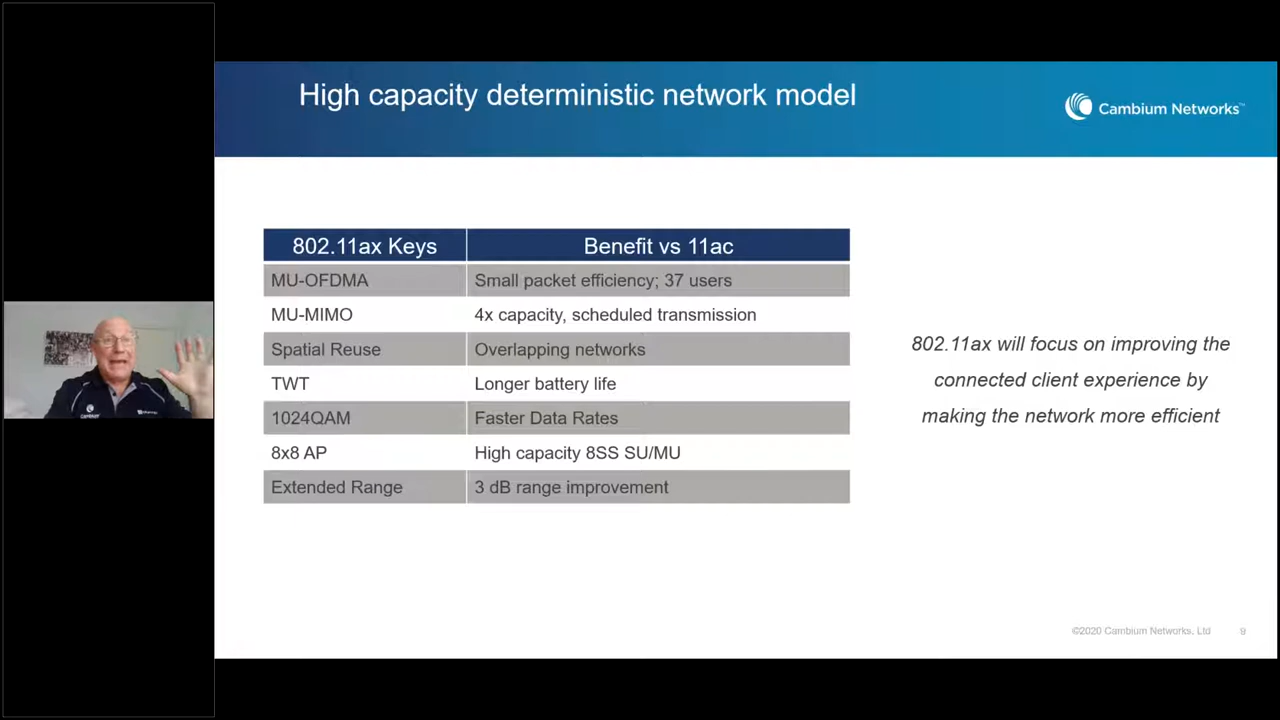 High capacity deterministic network model
Cambium Networks™
802.11ax Keys Benefit vs 11ac
MU-OFDMA Small packet efficiency; 37 users
MU-MIMO 4x capacity, scheduled transmission
Spatial Reuse Overlapping networks
TWT Longer battery life
1024QAM Faster Data Rates
8x8 AP High capacity 8SS SU/MU
Extended Range 3 dB range improvement
802.11ax will focus on improving the
connected client experience by
making the network more efficient
©2020 Cambium Networks, Ltd 9